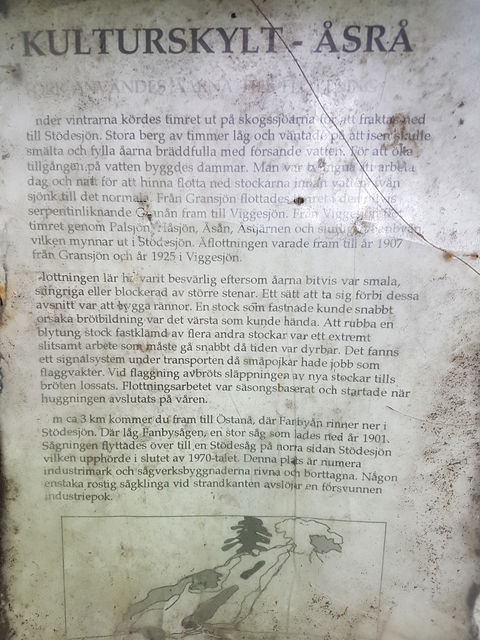 KULTURSKYLT - ÅSRÅ
ANVÄNDES ÅARNA
nder vintrarna kördes timret ut på skogssjöarna för att fraktas ned
till Stödesjön. Stora berg av timmer låg och väntade på att isen skulle
smälta och fylla åarna bräddfulla med forsande vatten. För att öka
tillgången på vatten byggdes dammar. Man var tvungna att arbeta
dag och natt för att hinna flotta ned stockarna innan vattennivån
sjönk till det normala. Från Gransjön flottades
serpentinliknande Granån fram till Viggesjön. Från Viggesjön
timret genom Palsjön, Håsjön, Åsån, Åstjärnen och
vilken mynnar ut i Stödesjön. Åflottningen varade fram till år 1907
från Gransjön och år 1925 i Viggesjön.
lottningen lär ha varit besvärlig eftersom åarna bitvis var smala,
slingriga eller blockerad av större stenar. Ett sätt att ta sig förbi dessa
avsnitt var att bygga rännor. En stock som fastnade kunde snabbt
orsaka brötbildning var det värsta som kunde hända. Att rubba en
blytung stock fastklämd av flera andra stockar var ett extremt
slitsamt arbete som måste gå snabbt då tiden var dyrbar. Det fanns
ett signalsystem under transporten då småpojkar hade jobb som
flaggvakter. Vid flaggning avbröts släppningen av nya stockar tills
bröten lossats. Flottningsarbetet var säsongsbaserat och startade när
huggningen avslutats på våren.
m ca 3 km kommer du fram till Östanå, där Fanbyån rinner ner i
Stödesjön. Där låg Fanbysågen, en stor såg som lades ned år 1901.
Sågningen flyttades över till en Stödesåg på norra sidan Stödesjön
vilken upphörde i slutet av 1970-talet. Denna plats är numera
industrimark och sågverksbyggnaderna rivna och borttagna. Någon
enstaka rostig sågklinga vid strandkanten avslöjar en försvunnen
industriepok.